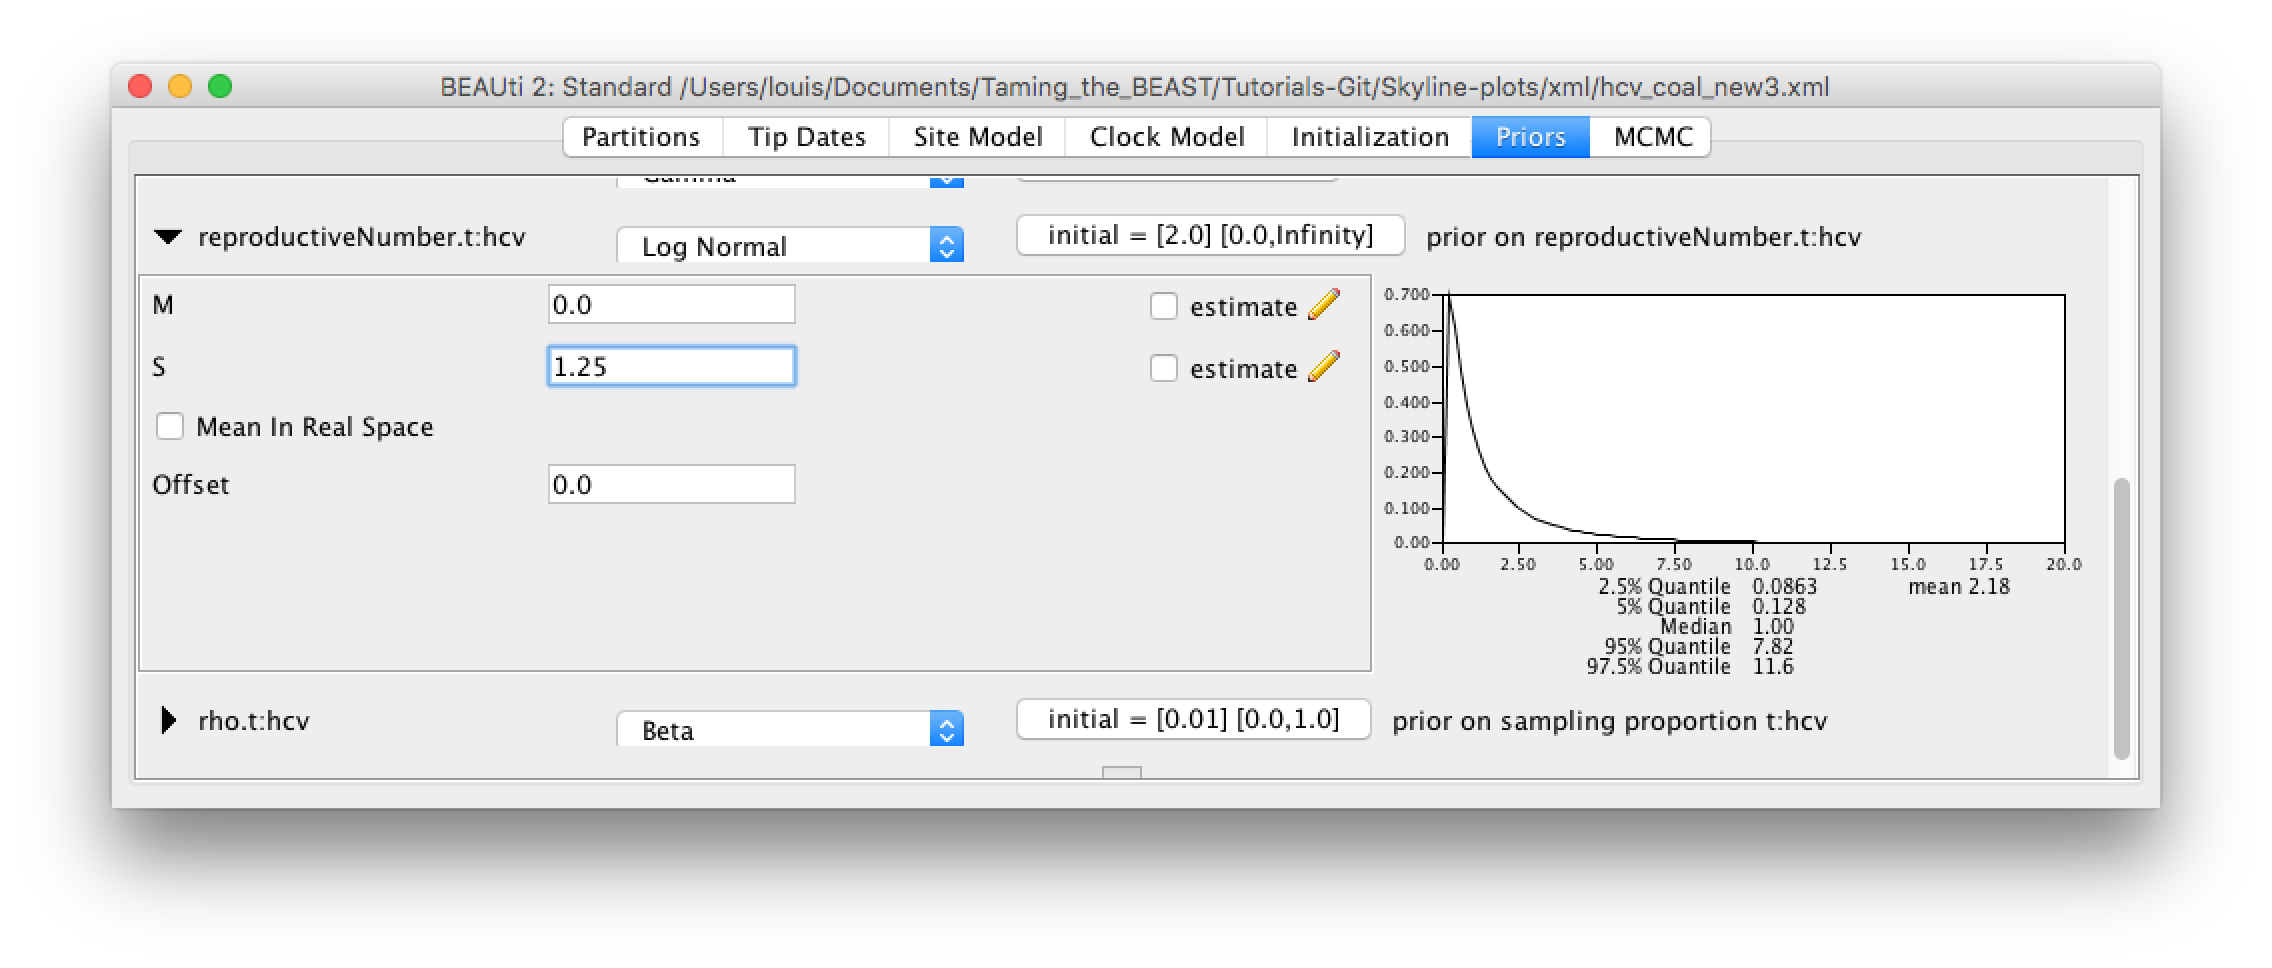 BEAUti 2: Standard /Users/louis/Documents/Taming_the_BEAST/Tutorials-Git/Skyline-plots/xml/hcv_coal_new3.xml
Partitions Tip Dates Site Model Clock Model Initialization Priors MCMC
reproductiveNumber.t:hcv Log Normal initial = [2.0] [0.0,Infinity] prior on reproductiveNumber.t:hcv
M 0.0 estimate
S 1.25 estimate
Mean In Real Space
Offset 0.0
0.700
0.600
0.500
0.400
0.300
0.200
0.100
0.00
0.00 2.50 5.00 7.50 10.0 12.5 15.0 17.5 20.0
2.5% Quantile 0.0863 mean 2.18
5% Quantile 0.128
Median 1.00
95% Quantile 7.82
97.5% Quantile 11.6
rho.t:hcv Beta initial = [0.01] [0.0,1.0] prior on sampling proportion t:hcv